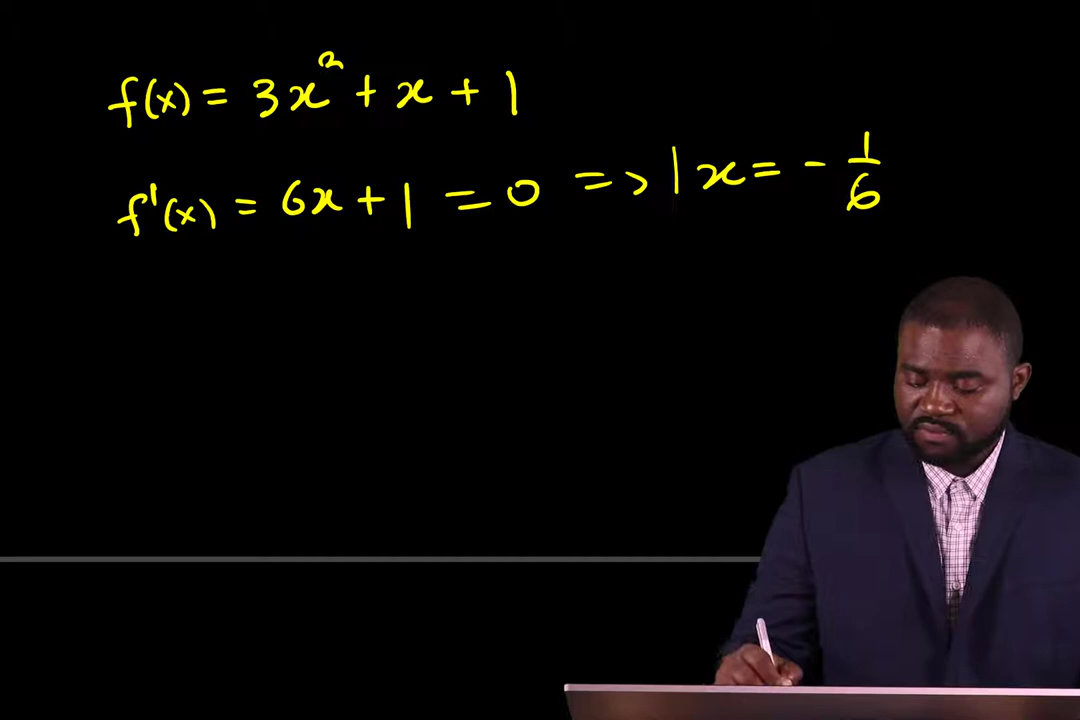 f(x) = 3x² + x + 1
f'(x) = 6x + 1 = 0 => | x = - 1/6